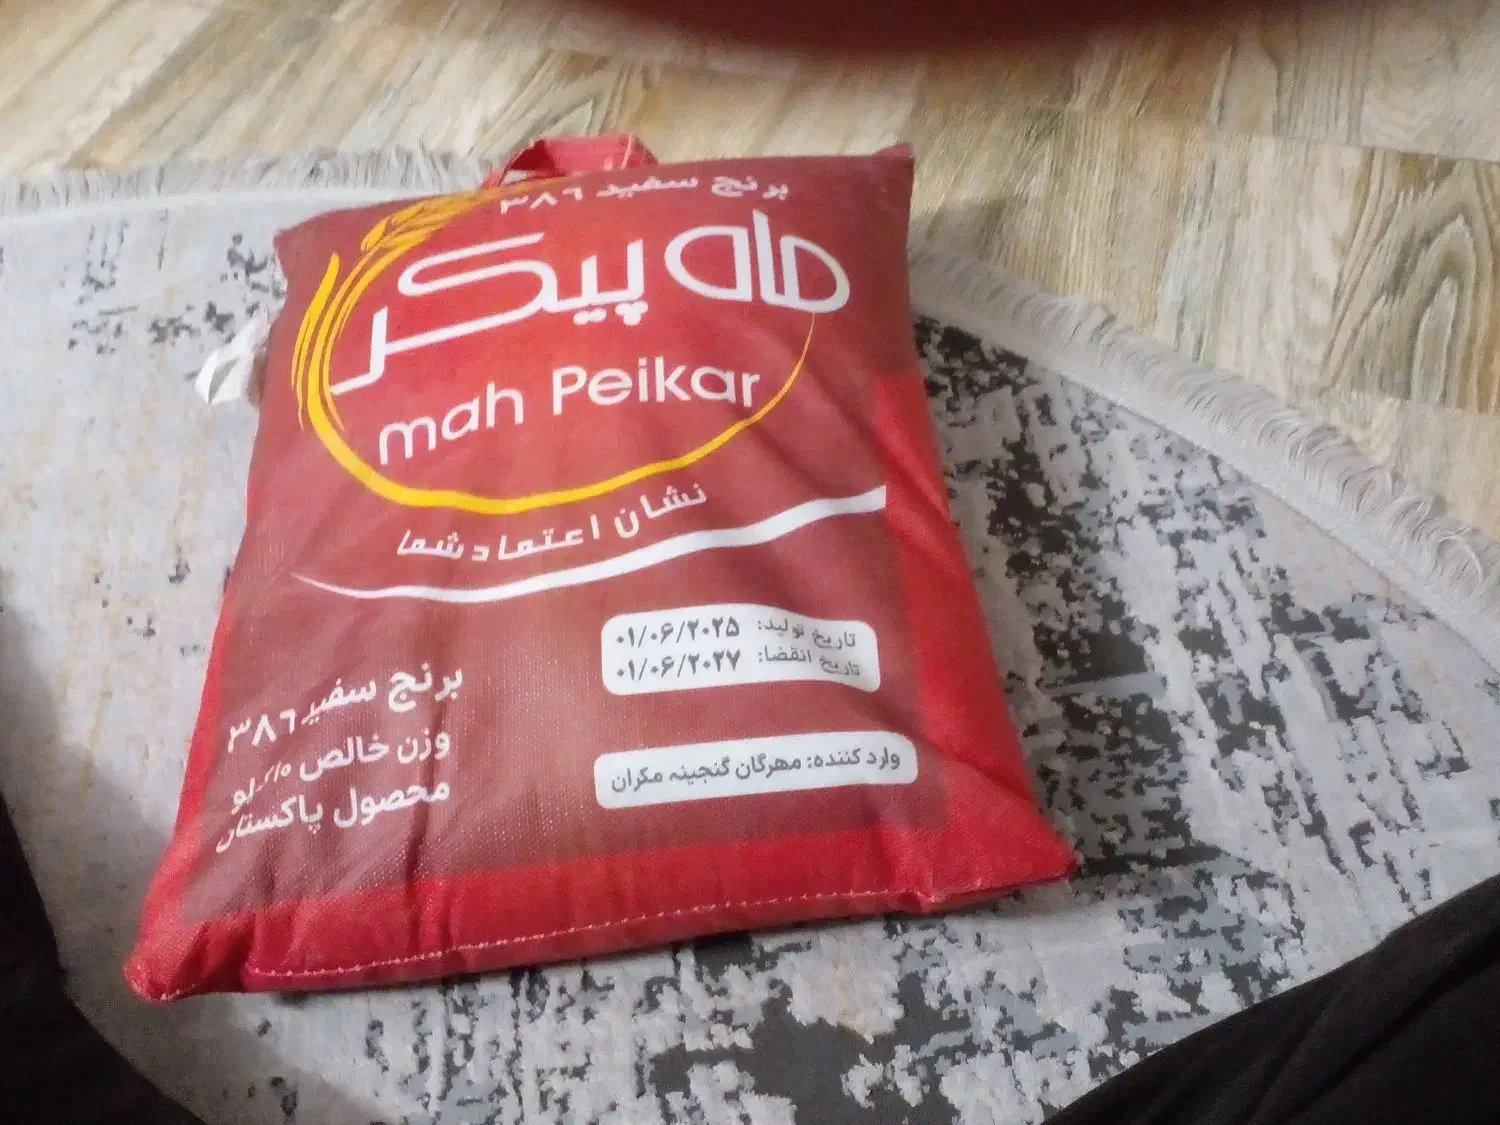 برنج سفید ۳۸۶
ماه پیکر
mah Peikar
نشان اعتماد شما
تاریخ تولید: ۰۱/۰۶/۲۰۲۵
تاریخ انقضا: ۰۱/۰۶/۲۰۲۷
برنج سفید ۳۸۶
وزن خالص کیلو
محصول پاکستان
وارد کننده: مهرگان گنجینه مکران